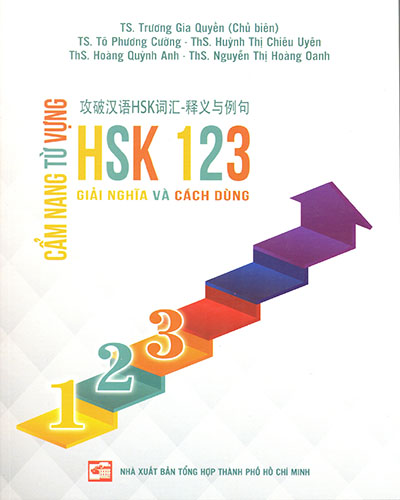 TS. Trương Gia Quyền (Chủ biên)
TS. Tô Phương Cường - ThS. Huỳnh Thị Chiêu Uyên
ThS. Hoàng Quỳnh Anh - ThS. Nguyễn Thị Hoàng Oanh
CẨM NANG TỪ VỰNG
攻破汉语HSK词汇-释义与例句
HSK 123
GIẢI NGHĨA VÀ CÁCH DÙNG
3
2
1
NHÀ XUẤT BẢN TỔNG HỢP THÀNH PHỐ HỒ CHÍ MINH